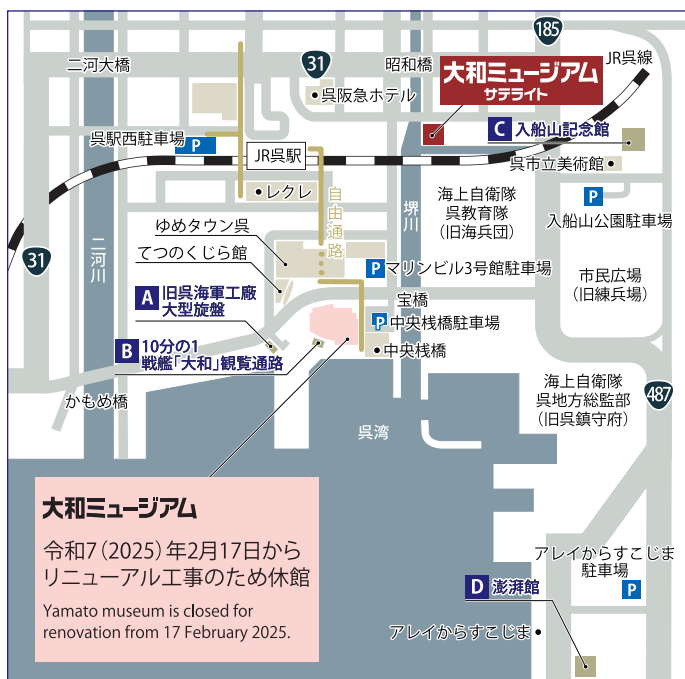 185
二河大橋
31
昭和橋
JR呉線
大和ミュージアム
サテライト
呉阪急ホテル
C 入船山記念館
呉駅西駐車場
P
JR呉駅
呉市立美術館
レクレ
自由通路
堺川
海上自衛隊
呉教育隊
（旧海兵団）
P
入船山公園駐車場
ゆめタウン呉
二河川
31
てつのくじら館
P マリンビル3号館駐車場
市民広場
（旧練兵場）
A 旧呉海軍工廠
大型旋盤
宝橋
P 中央桟橋駐車場
B 10分の1
戦艦「大和」観覧通路
中央桟橋
かもめ橋
海上自衛隊
呉地方総監部
（旧呉鎮守府）
487
呉湾
大和ミュージアム
令和7（2025）年2月17日から
リニューアル工事のため休館
Yamato museum is closed for
renovation from 17 February 2025.
アレイからすこじま
駐車場
P
D 澎湃館
アレイからすこじま